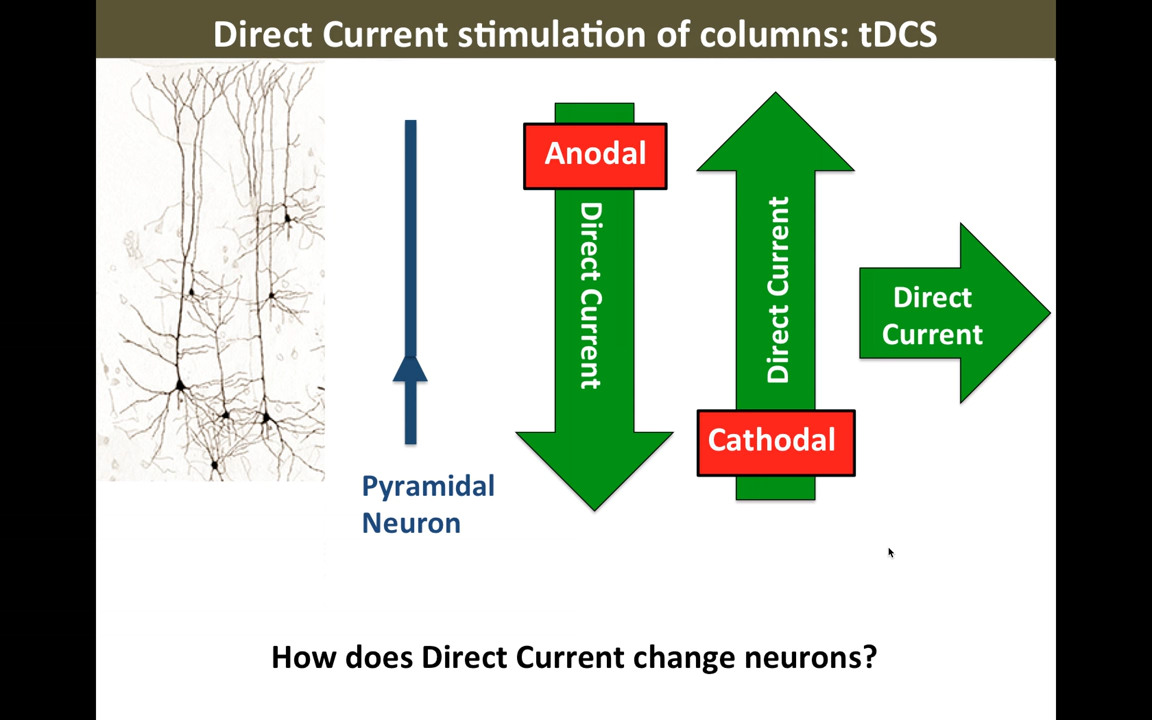 Direct Current stimulation of columns: tDCS
Anodal
Direct Current
Direct Current
Cathodal
Direct
Current
Pyramidal
Neuron
How does Direct Current change neurons?